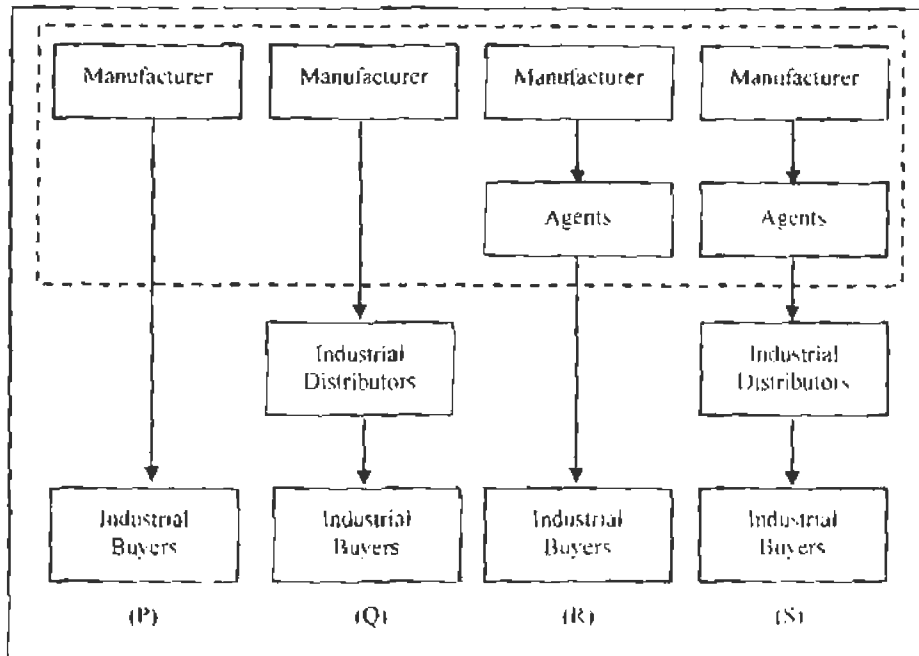 Manufacturer
Manufacturer
Manufacturer
Manufacturer
Agents
Agents
Industrial
Distributors
Industrial
Distributors
Industrial
Buyers
Industrial
Buyers
Industrial
Buyers
Industrial
Buyers
(P)
(Q)
(R)
(S)